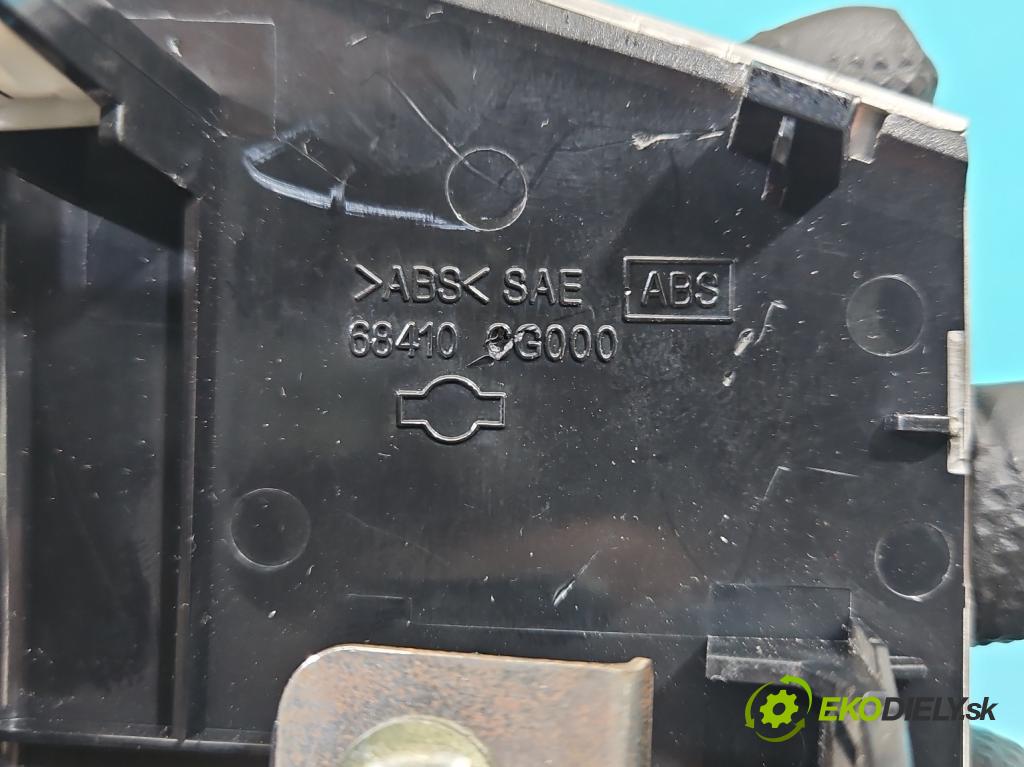 >ABS< SAE ABS
68410
EKODIELY.sk